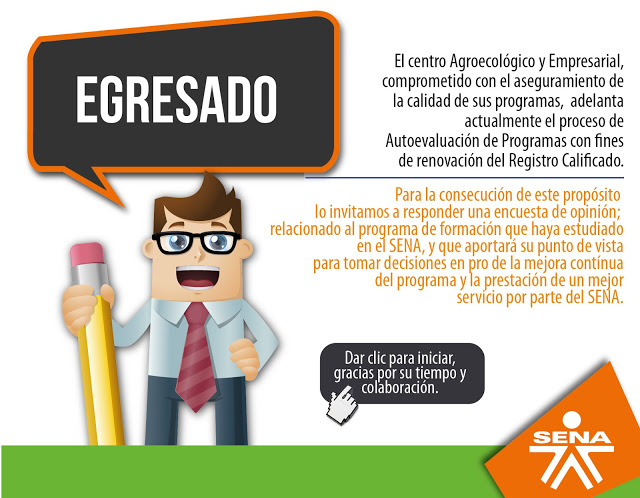 EGRESADO
El centro Agroecológico y Empresarial,
comprometido con el aseguramiento de
la calidad de sus programas, adelanta
actualmente el proceso de
Autoevaluación de Programas con fines
de renovación del Registro Calificado.
Para la consecución de este propósito
lo invitamos a responder una encuesta de opinión;
relacionado al programa de formación que haya estudiado
en el SENA, y que aportará su punto de vista
para tomar decisiones en pro de la mejora contínua
del programa y la prestación de un mejor
servicio por parte del SENA.
Dar clic para iniciar,
gracias por su tiempo y
colaboración.
SENA